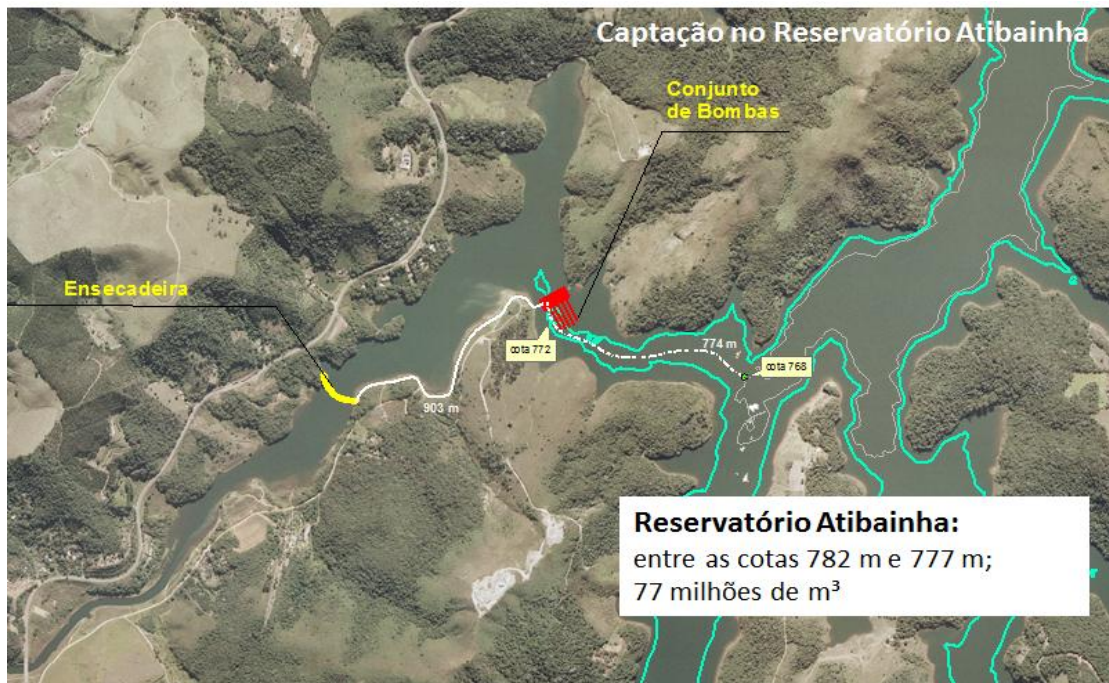 Captação no Reservatório Atibainha
Conjunto
de Bombas
Ensecadeira
cota 772
774 m
cota 768
903 m
Reservatório Atibainha:
entre as cotas 782 m e 777 m;
77 milhões de m³